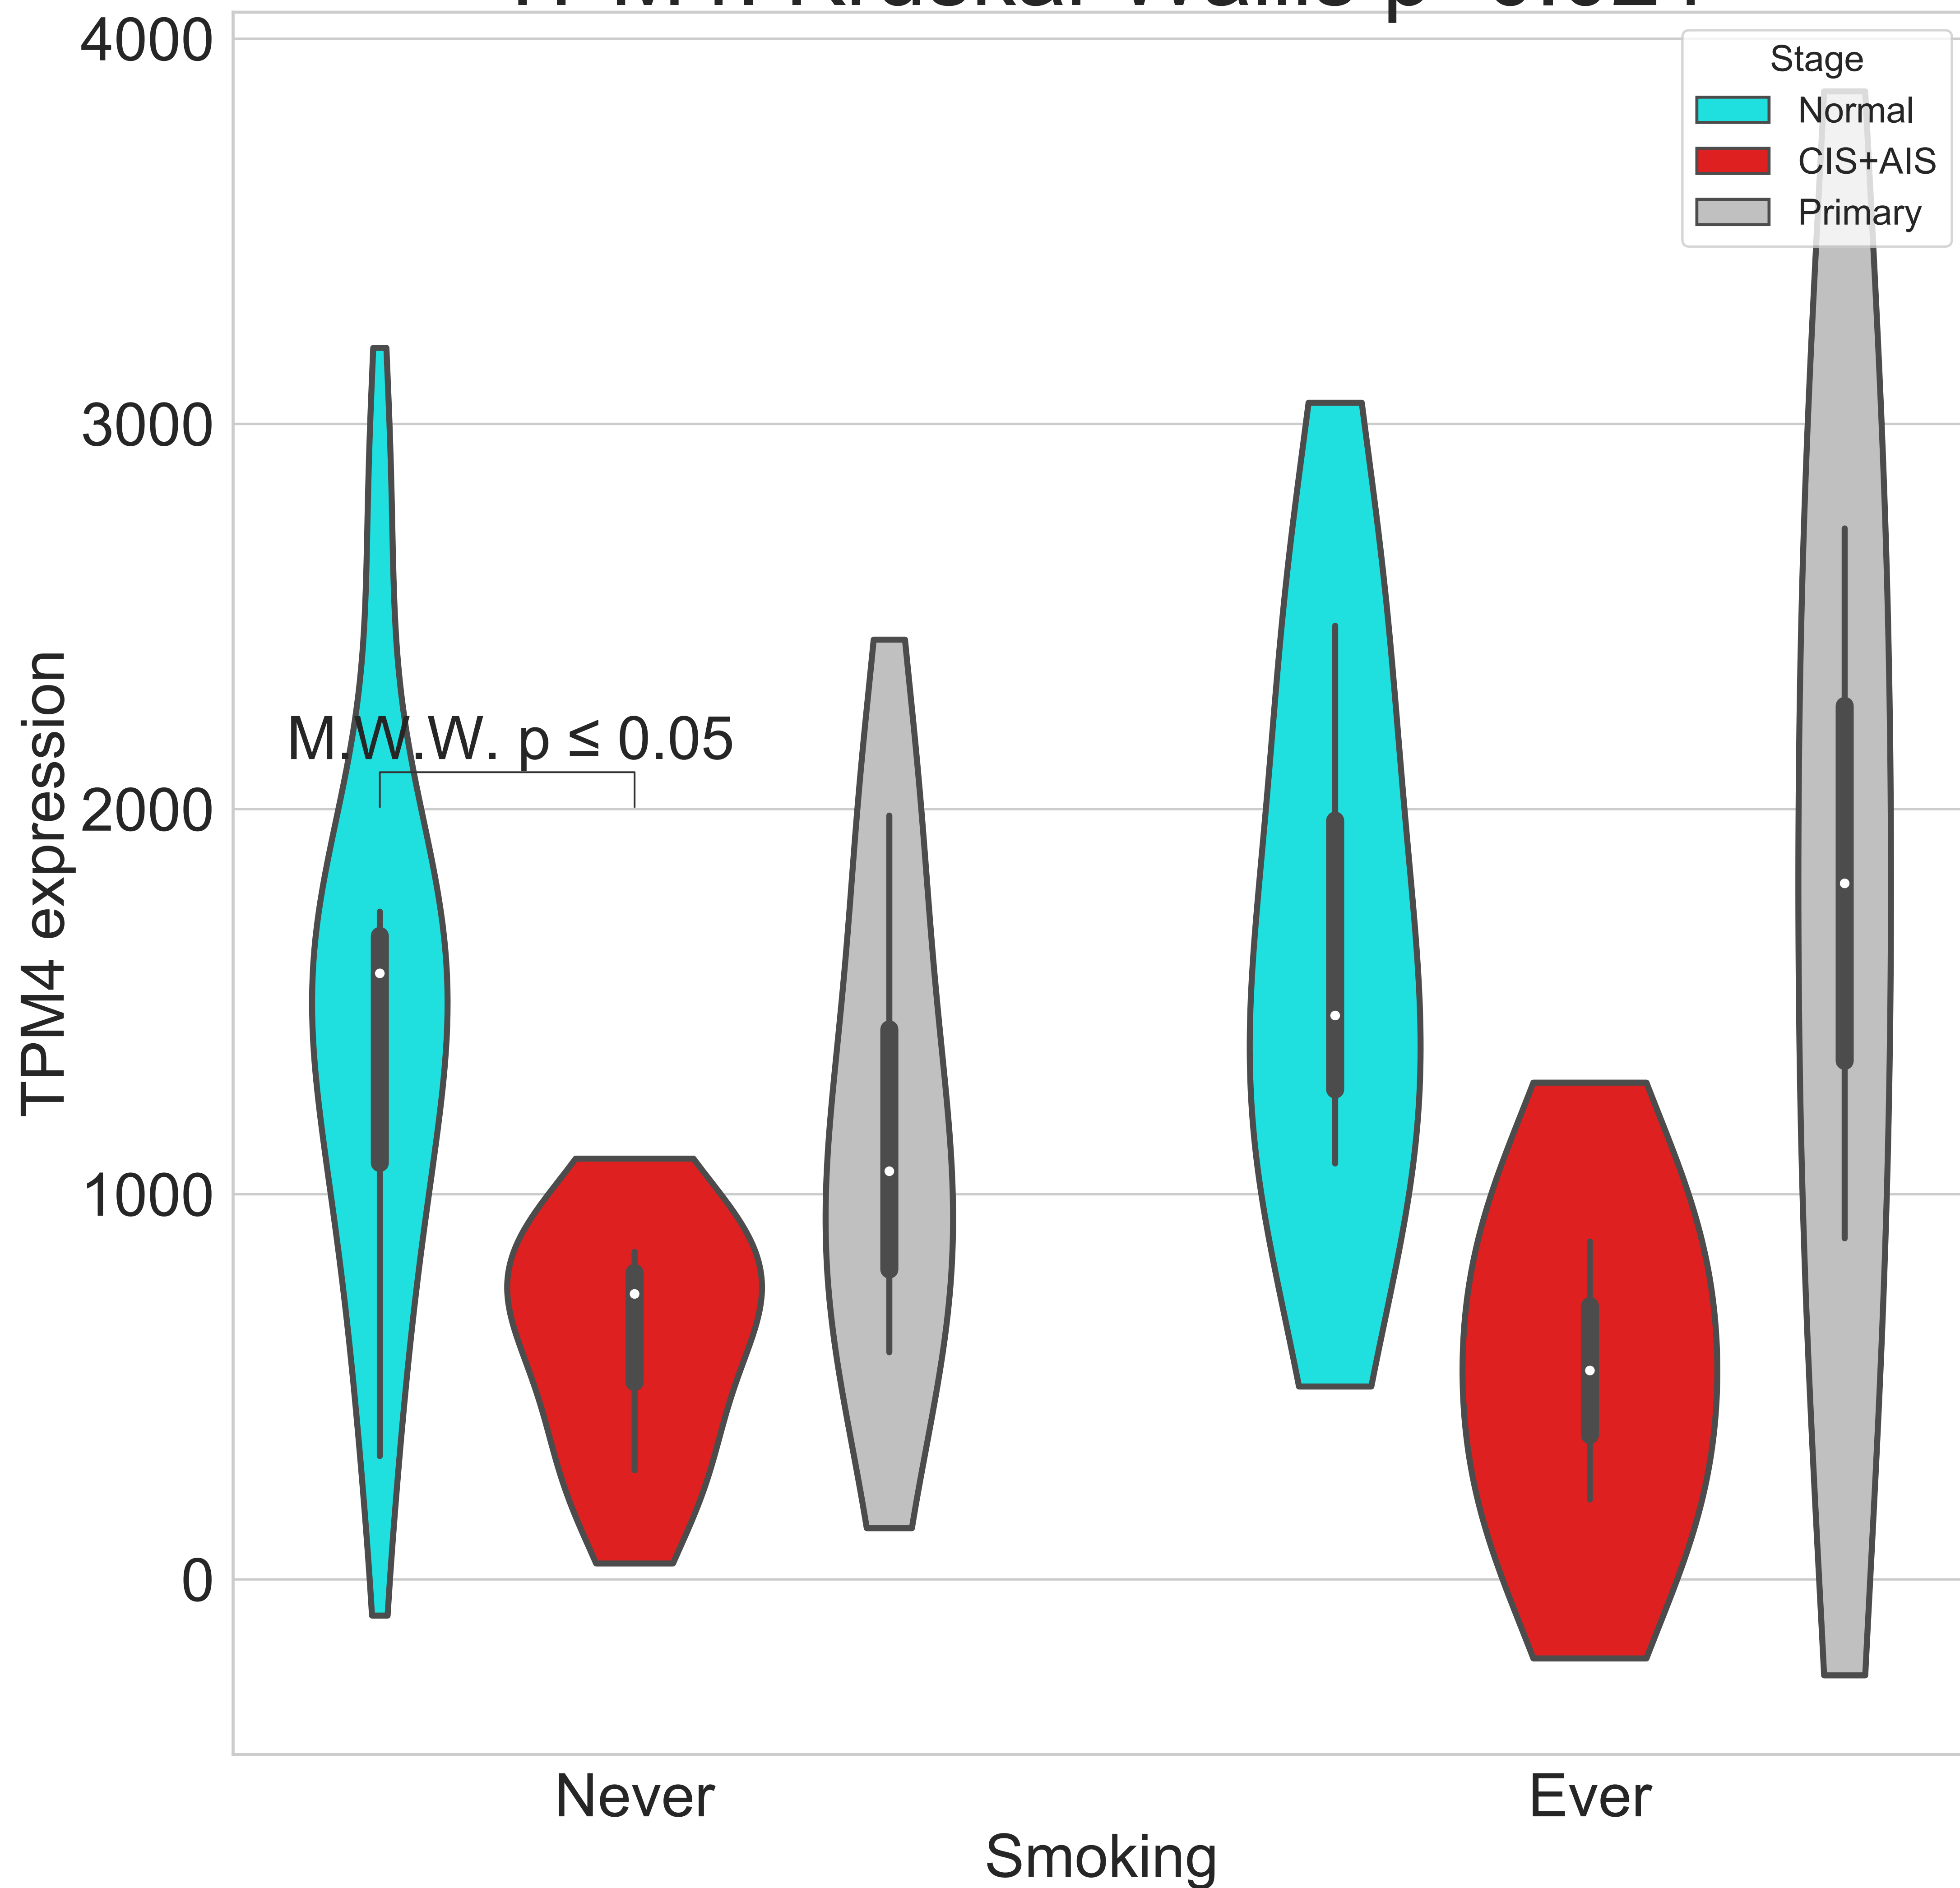 4000
3000
2000
1000
0
TPM4 expression
Stage
Normal
CIS+AIS
Primary
M.W.W. p ≤ 0.05
Never
Ever
Smoking